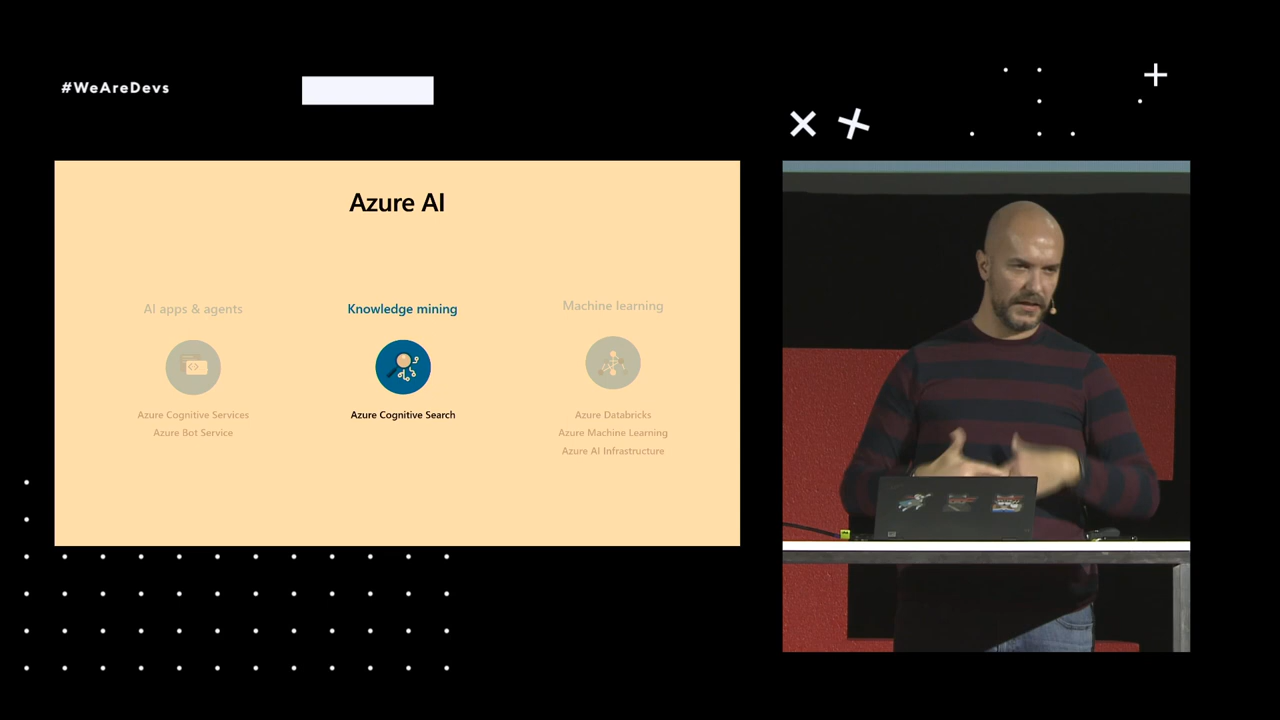 #WeAreDevs
Azure AI
AI apps & agents
Knowledge mining
Machine learning
Azure Cognitive Services
Azure Bot Service
Azure Cognitive Search
Azure Databricks
Azure Machine Learning
Azure AI Infrastructure